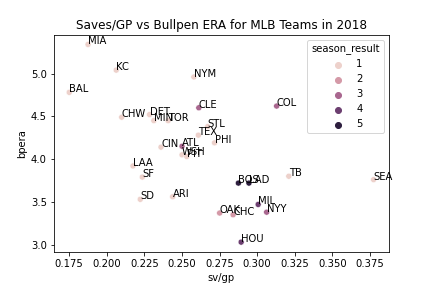 Saves/GP vs Bullpen ERA for MLB Teams in 2018
season_result
1
2
3
4
5
MIA
KC
NYM
BAL
CLE
COL
CHW
DET
MIN
TOR
STL
TEX
PHI
CIN
ATL
WSH
LAA
SF
BOS
LAD
TB
SEA
SD
ARI
MIL
OAK
CHC
NYY
HOU
5.0
4.5
4.0
3.5
3.0
bpera
0.175
0.200
0.225
0.250
0.275
0.300
0.325
0.350
0.375
sv/gp